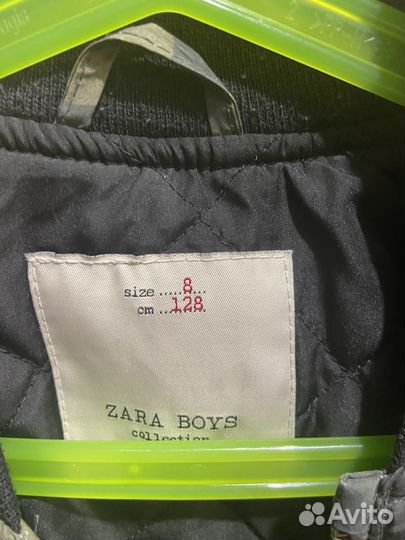 size ..... 8...
cm ..128..
ZARA BOYS
collection
Avito